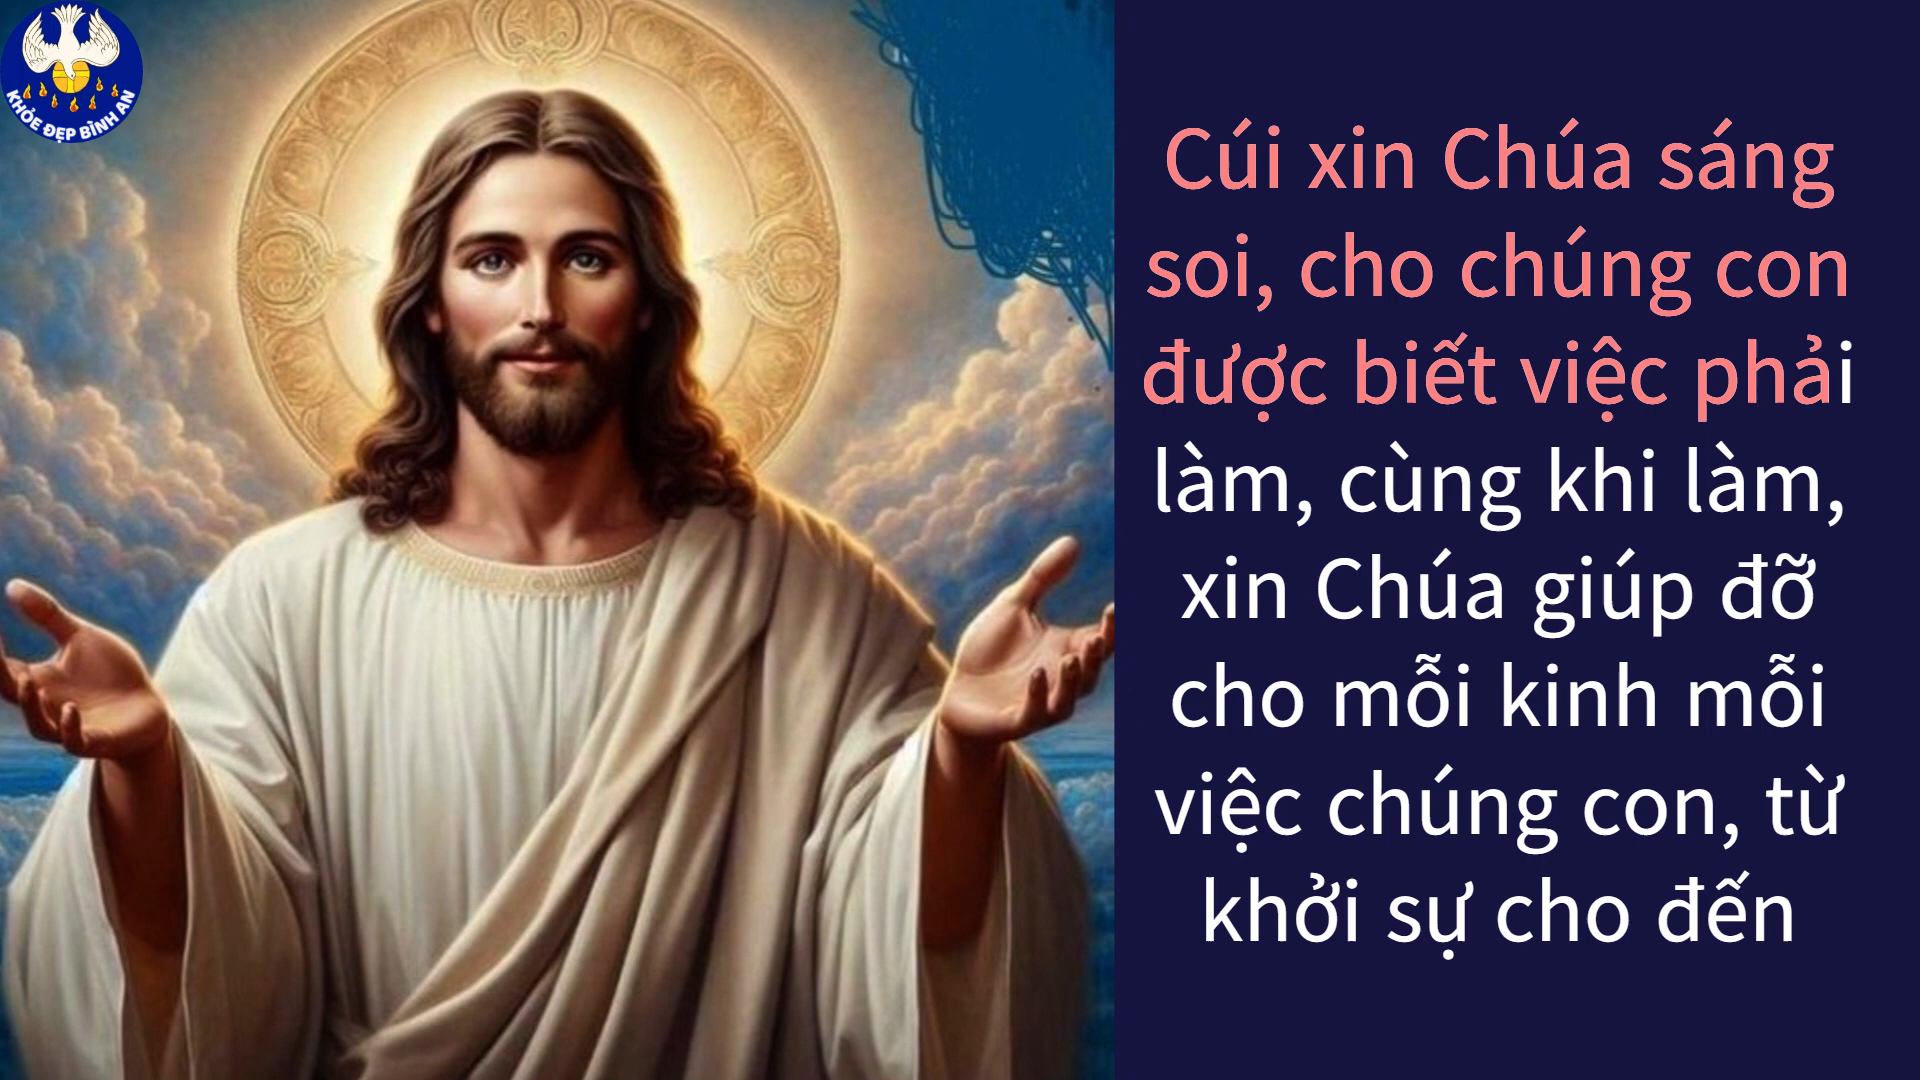 KHỎE ĐẸP BÌNH AN
Cúi xin Chúa sáng
soi, cho chúng con
được biết việc phải
làm, cùng khi làm,
xin Chúa giúp đỡ
cho mỗi kinh mỗi
việc chúng con, từ
khởi sự cho đến